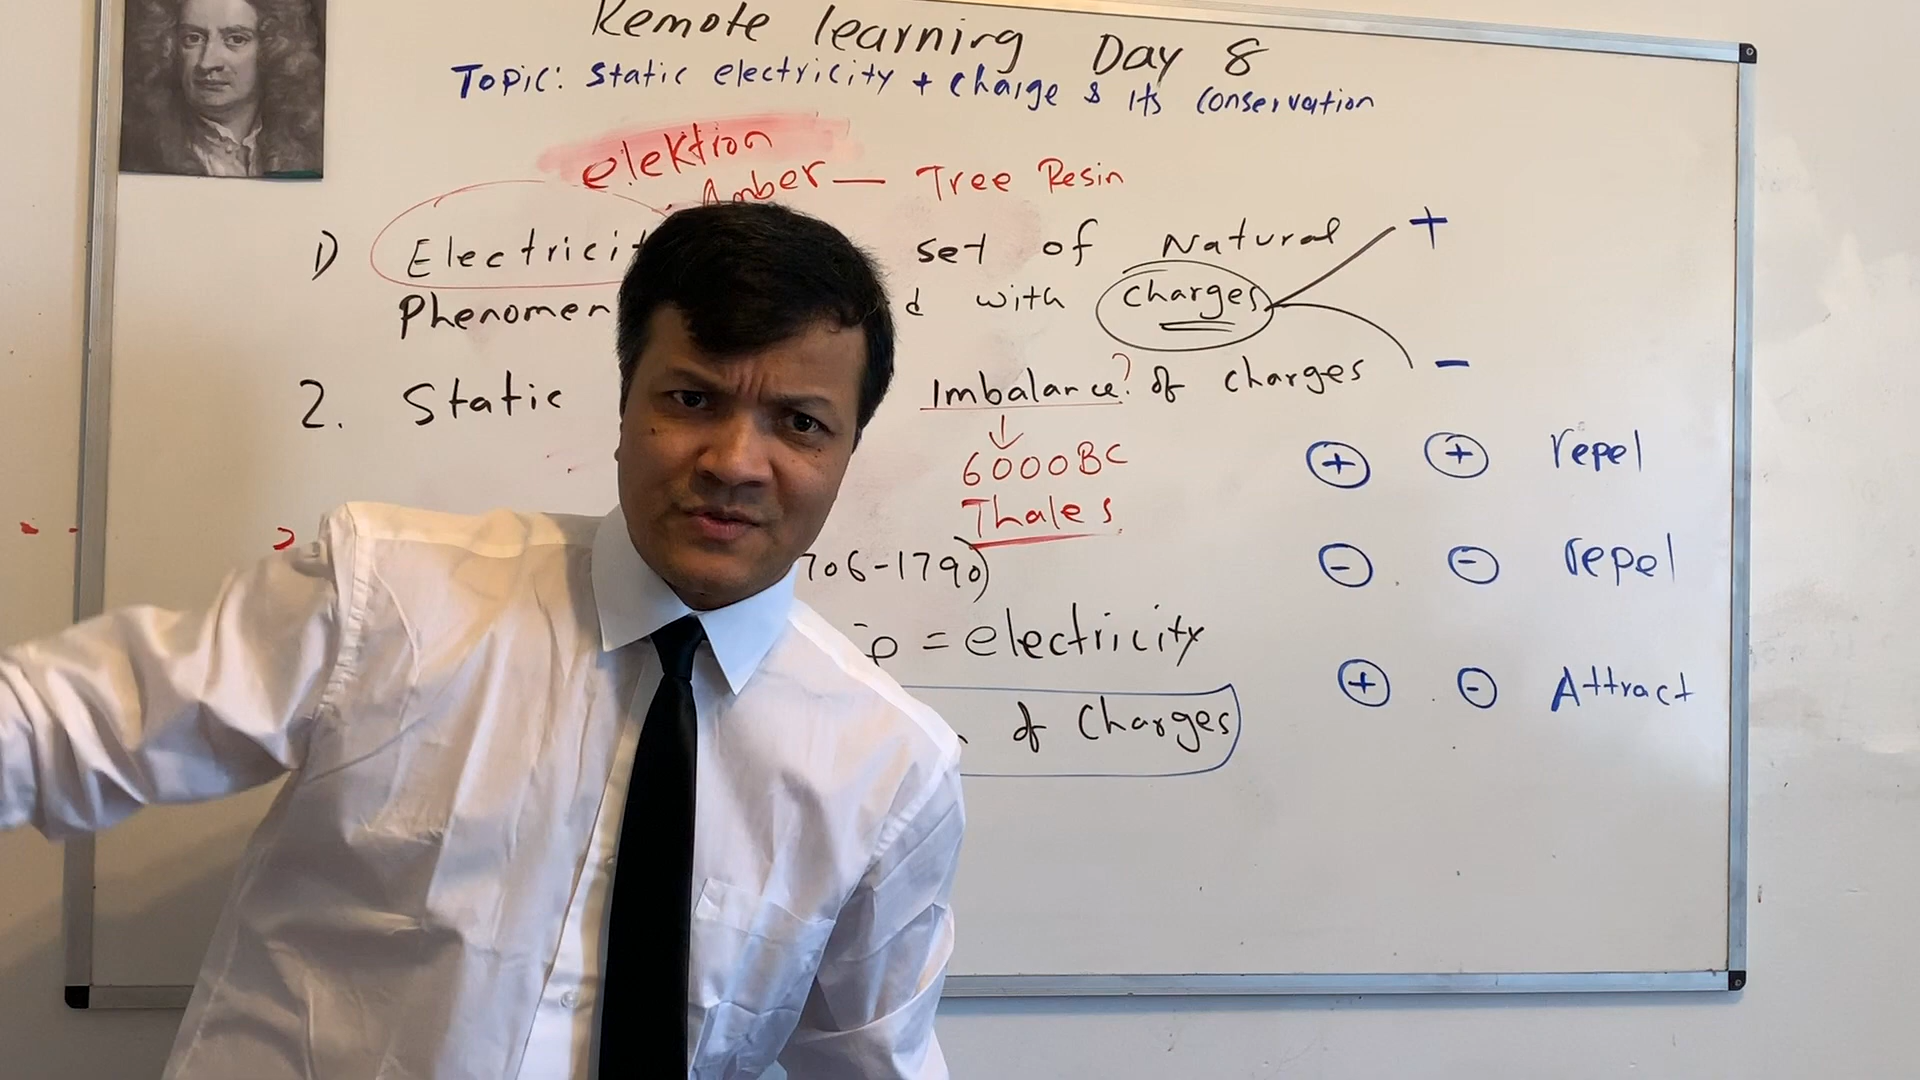 Remote learning Day 8
Topic: Static electricity + Charge & Its Conservation
elektron
Amber — Tree Resin
1) Electricit set of Natural +
Phenomen d with Charges
2. Static Imbalance? of charges −
↓
6000BC
Thales
706-1790)
= electricity
of Charges
+ + repel
− − repel
+ − Attract